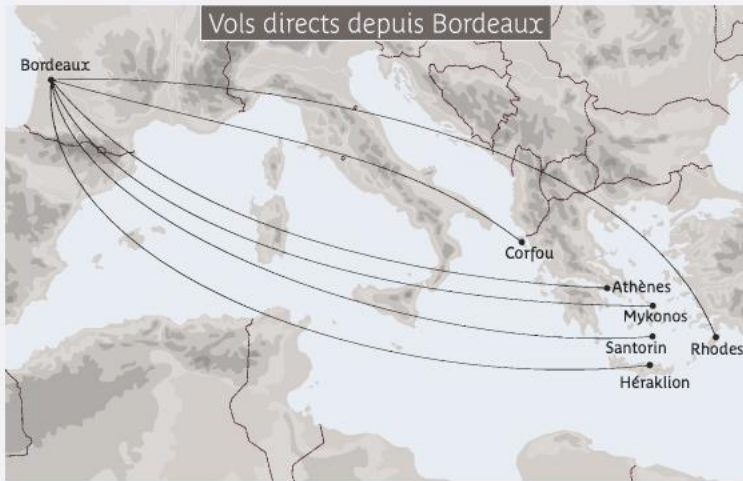 Vols directs depuis Bordeaux
Bordeaux
Corfou
Athènes
Mykonos
Santorin
Rhodes
Héraklion